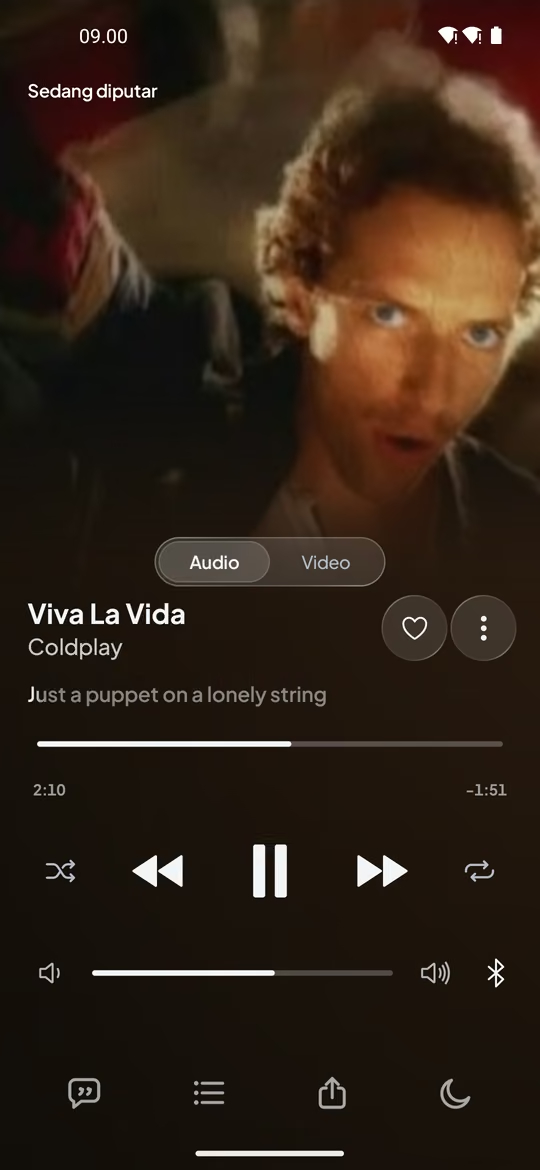 09.00
Sedang diputar
Audio Video
Viva La Vida
Coldplay
Just a puppet on a lonely string
2:10 -1:51